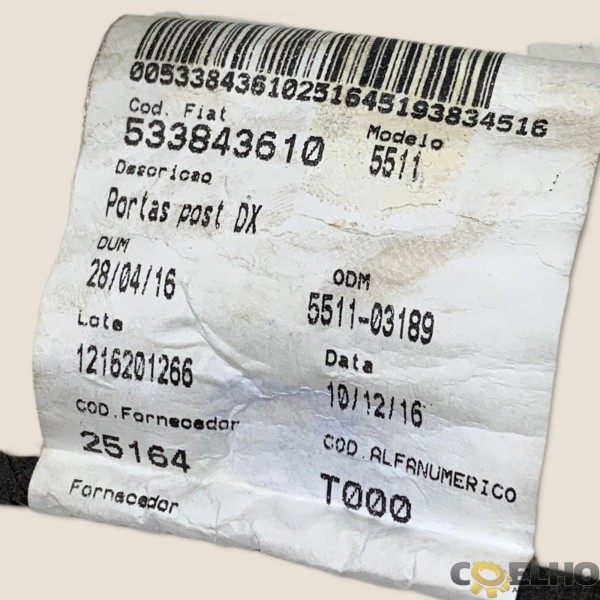 00533843610251645193834516
Cod. Fiat
Modelo
533843610
5511
Descricao
Portas post DX
DUM
ODM
28/04/16
5511-03189
Lote
Data
1216201266
10/12/16
COD.Fornecedor
COD.ALFANUMERICO
25164
T000
Fornecedor
COELHO